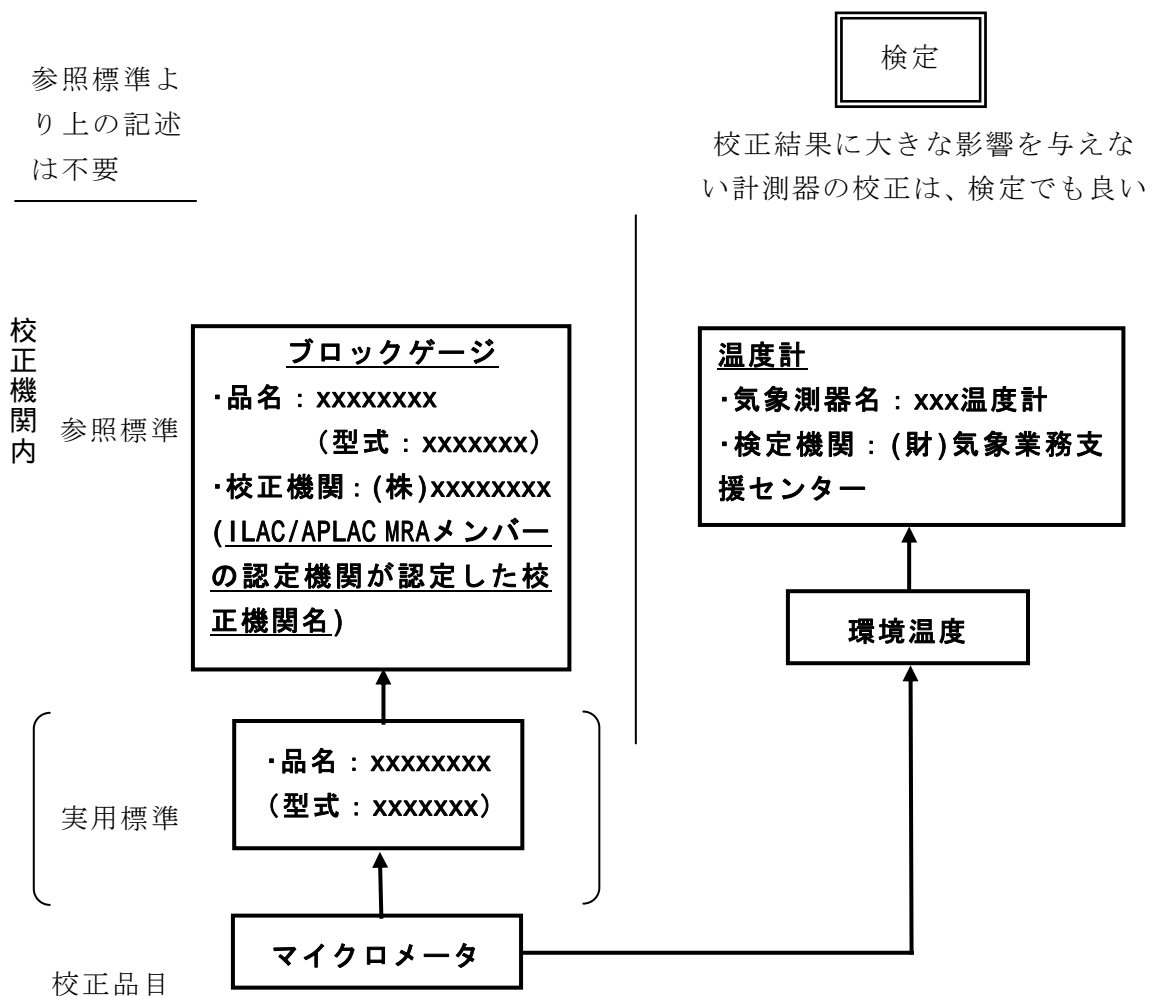 参照標準よ
り上の記述
は不要
検定
校正結果に大きな影響を与えな
い計測器の校正は、検定でも良い
校正機関内
参照標準
ブロックゲージ
・品名：xxxxxxxx
（型式：xxxxxxx）
・校正機関：(株)xxxxxxxx
(ILAC/APLAC MRAメンバー
の認定機関が認定した校
正機関名)
温度計
・気象測器名：xxx温度計
・検定機関：(財)気象業務支
援センター
環境温度
実用標準
・品名：xxxxxxxx
（型式：xxxxxxx）
マイクロメータ
校正品目